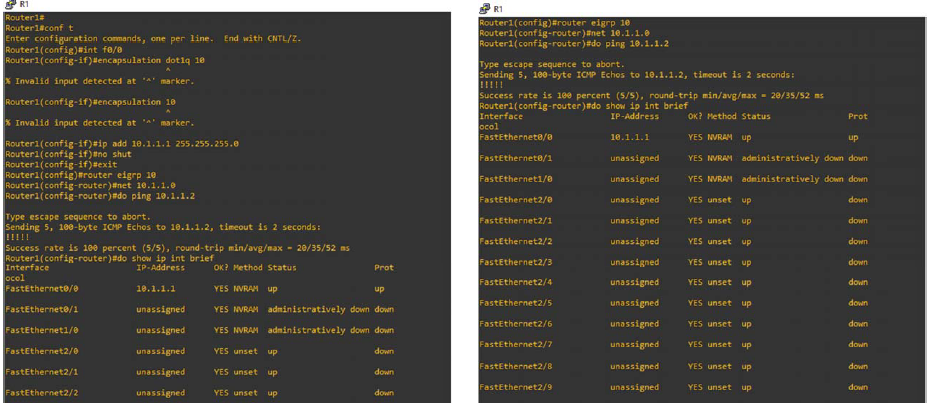 R1
Router1#
Router1#conf t
Enter configuration commands, one per line.  End with CNTL/Z.
Router1(config)#int f0/0
Router1(config-if)#encapsulation dot1q 10
^
% Invalid input detected at '^' marker.
Router1(config-if)#encapsulation 10
^
% Invalid input detected at '^' marker.
Router1(config-if)#ip add 10.1.1.1 255.255.255.0
Router1(config-if)#no shut
Router1(config-if)#exit
Router1(config)#router eigrp 10
Router1(config-router)#net 10.1.1.0
Router1(config-router)#do ping 10.1.1.2
Type escape sequence to abort.
Sending 5, 100-byte ICMP Echos to 10.1.1.2, timeout is 2 seconds:
!!!!!
Success rate is 100 percent (5/5), round-trip min/avg/max = 20/35/52 ms
Router1(config-router)#do show ip int brief
Interface IP-Address OK? Method Status Prot
ocol
FastEthernet0/0 10.1.1.1 YES NVRAM up up
FastEthernet0/1 unassigned YES NVRAM administratively down down
FastEthernet1/0 unassigned YES NVRAM administratively down down
FastEthernet2/0 unassigned YES unset up down
FastEthernet2/1 unassigned YES unset up down
FastEthernet2/2 unassigned YES unset up down
R1
Router1(config)#router eigrp 10
Router1(config-router)#net 10.1.1.0
Router1(config-router)#do ping 10.1.1.2
Type escape sequence to abort.
Sending 5, 100-byte ICMP Echos to 10.1.1.2, timeout is 2 seconds:
!!!!!
Success rate is 100 percent (5/5), round-trip min/avg/max = 20/35/52 ms
Router1(config-router)#do show ip int brief
Interface IP-Address OK? Method Status Prot
ocol
FastEthernet0/0 10.1.1.1 YES NVRAM up up
FastEthernet0/1 unassigned YES NVRAM administratively down down
FastEthernet1/0 unassigned YES NVRAM administratively down down
FastEthernet2/0 unassigned YES unset up down
FastEthernet2/1 unassigned YES unset up down
FastEthernet2/2 unassigned YES unset up down
FastEthernet2/3 unassigned YES unset up down
FastEthernet2/4 unassigned YES unset up down
FastEthernet2/5 unassigned YES unset up down
FastEthernet2/6 unassigned YES unset up down
FastEthernet2/7 unassigned YES unset up down
FastEthernet2/8 unassigned YES unset up down
FastEthernet2/9 unassigned YES unset up down